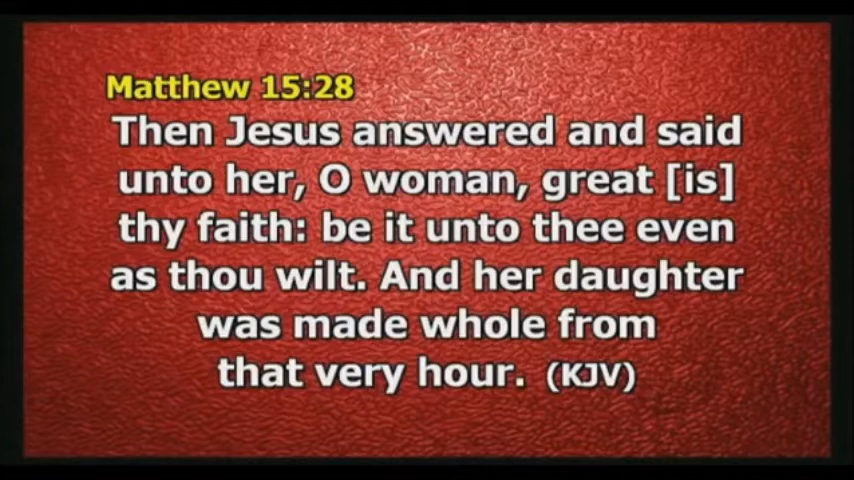 Matthew 15:28
Then Jesus answered and said
unto her, O woman, great [is]
thy faith: be it unto thee even
as thou wilt. And her daughter
was made whole from
that very hour. (KJV)